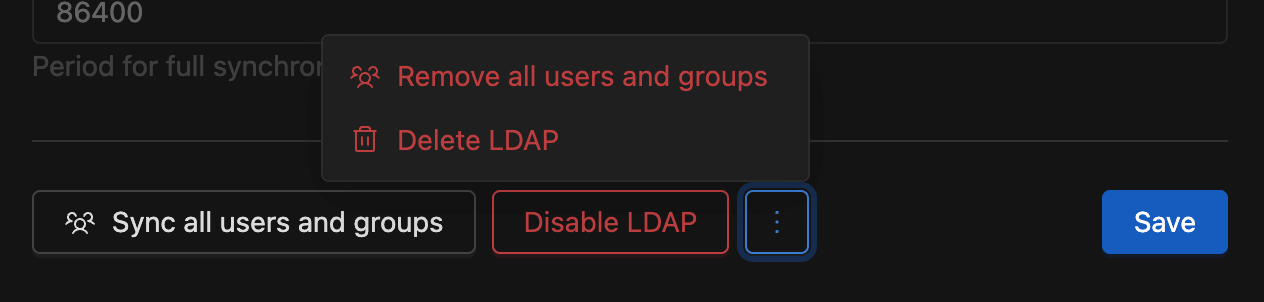 86400
Period for full
Remove all users and groups
Delete LDAP
Sync all users and groups
Disable LDAP
Save